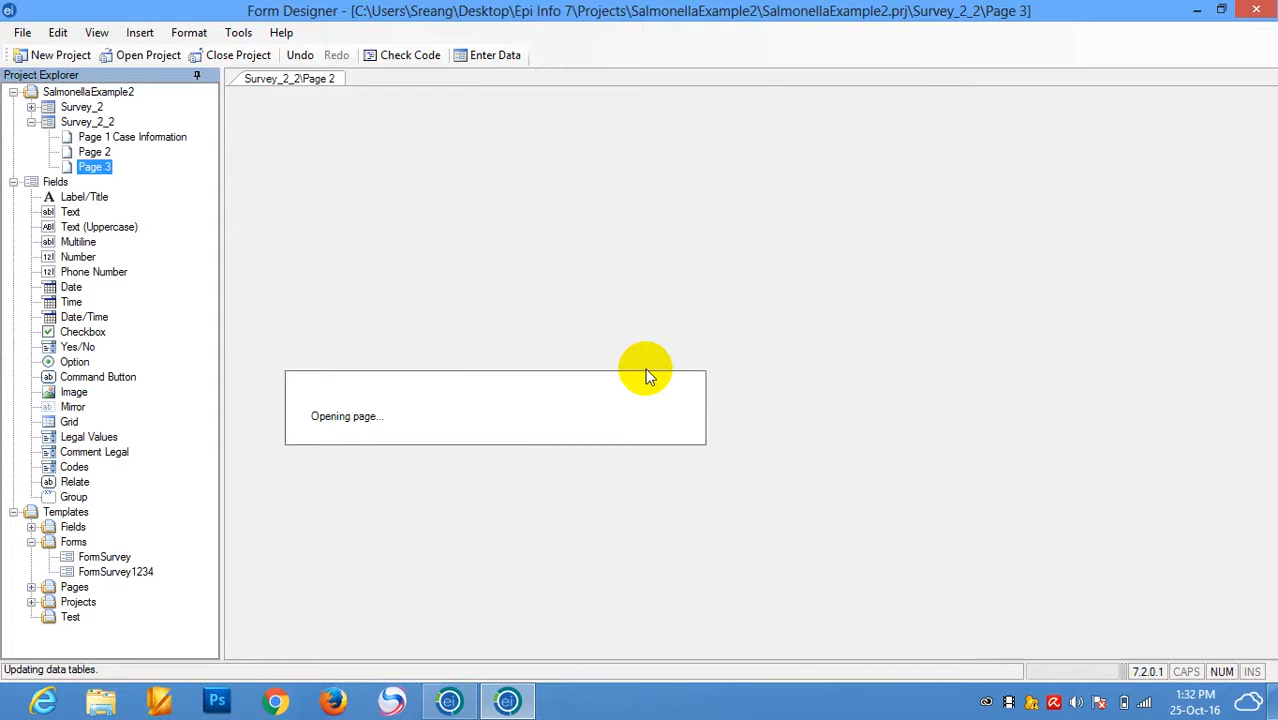 Form Designer - [C:\Users\Sreang\Desktop\Epi Info 7\Projects\SalmonellaExample2\SalmonellaExample2.prj\Survey_2_2\Page 3]
File Edit View Insert Format Tools Help
New Project Open Project Close Project Undo Redo Check Code Enter Data
Project Explorer
Survey_2_2\Page 2
SalmonellaExample2
Survey_2
Survey_2_2
Page 1 Case Information
Page 2
Page 3
Fields
A Label/Title
Text
Text (Uppercase)
Multiline
Number
Phone Number
Date
Time
Date/Time
Checkbox
Yes/No
Option
Command Button
Image
Mirror
Grid
Legal Values
Comment Legal
Codes
Relate
Group
Templates
Fields
Forms
FormSurvey
FormSurvey1234
Pages
Projects
Test
Opening page...
Updating data tables.
7.2.0.1 CAPS NUM INS
Ps
1:32 PM
25-Oct-16